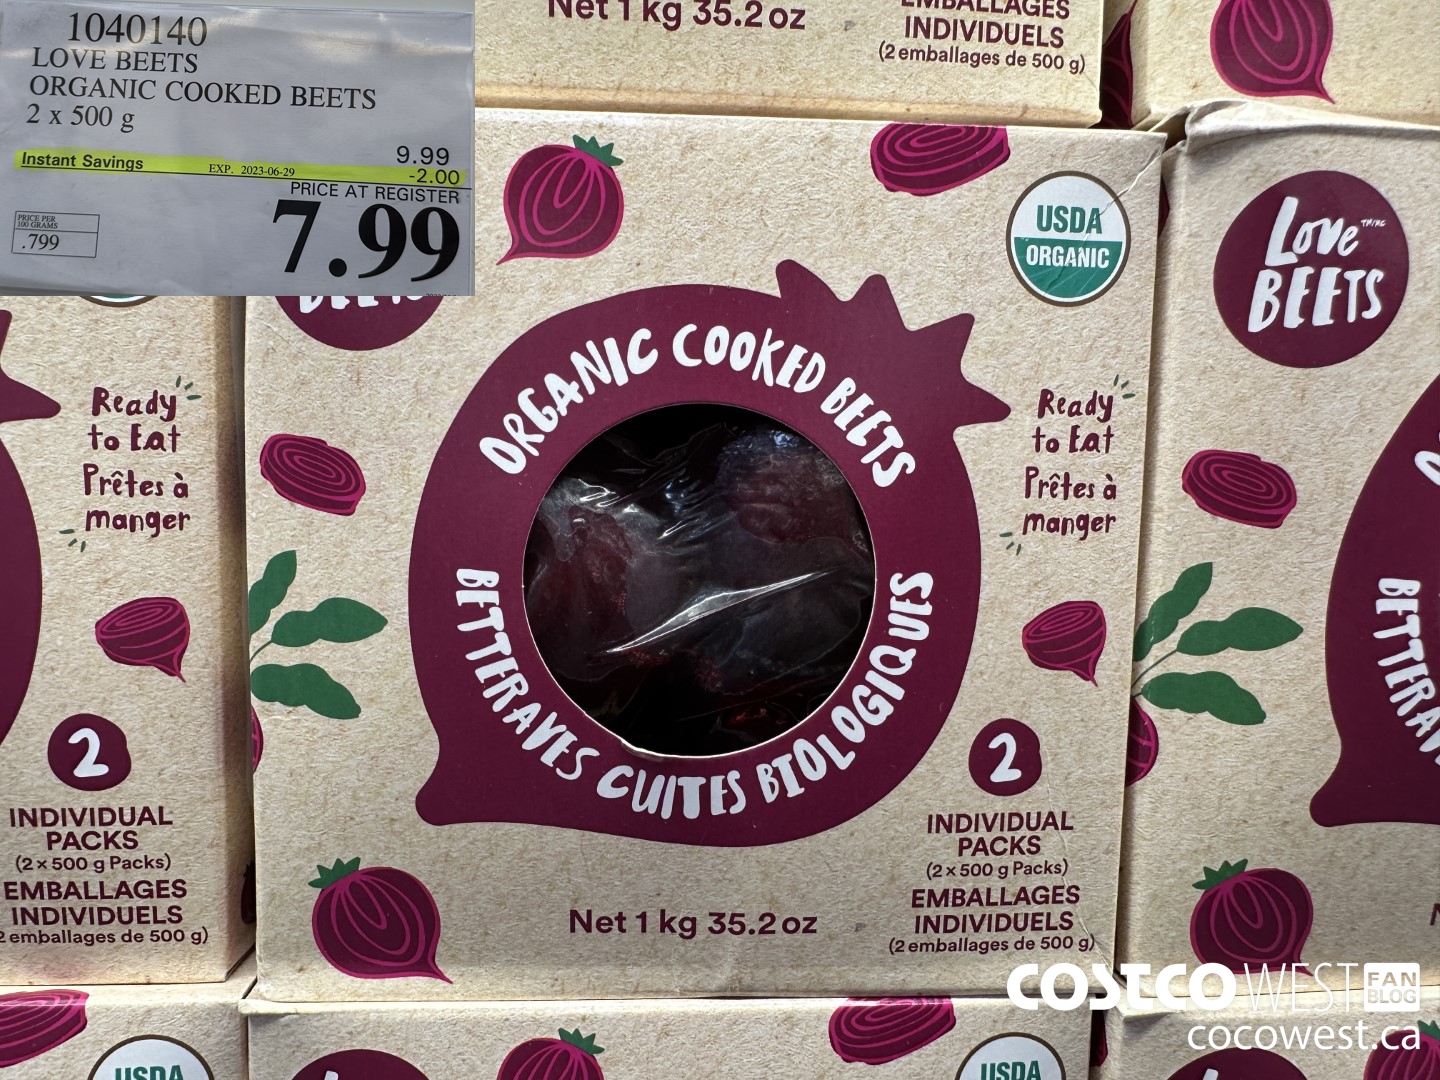 1040140
LOVE BEETS
ORGANIC COOKED BEETS
2 x 500 g
9.99
Instant Savings EXP. 2023-06-29 -2.00
PRICE AT REGISTER
7.99
PRICE PER
100 GRAMS
.799
Net 1 kg 35.2 oz
EMBALLAGES
INDIVIDUELS
(2 emballages de 500 g)
USDA
ORGANIC
Love TM/MC
BEETS
ORGANIC COOKED BEETS
BETTERAVES CUITES BIOLOGIQUES
Ready
to Eat
Prêtes à
manger
Ready
to Eat
Prêtes à
manger
2
INDIVIDUAL
PACKS
(2 x 500 g Packs)
EMBALLAGES
INDIVIDUELS
2 emballages de 500 g)
2
INDIVIDUAL
PACKS
(2 x 500 g Packs)
EMBALLAGES
INDIVIDUELS
(2 emballages de 500 g)
Net 1 kg 35.2 oz
COSTCO WEST FAN
BLOG
cocowest.ca
USDA
USDA